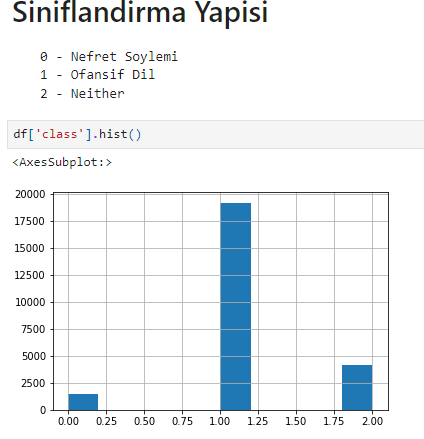 Siniflandirma Yapisi
0 - Nefret Soylemi
1 - Ofansif Dil
2 - Neither
df['class'].hist()
<AxesSubplot:>
20000
17500
15000
12500
10000
7500
5000
2500
0
0.00 0.25 0.50 0.75 1.00 1.25 1.50 1.75 2.00